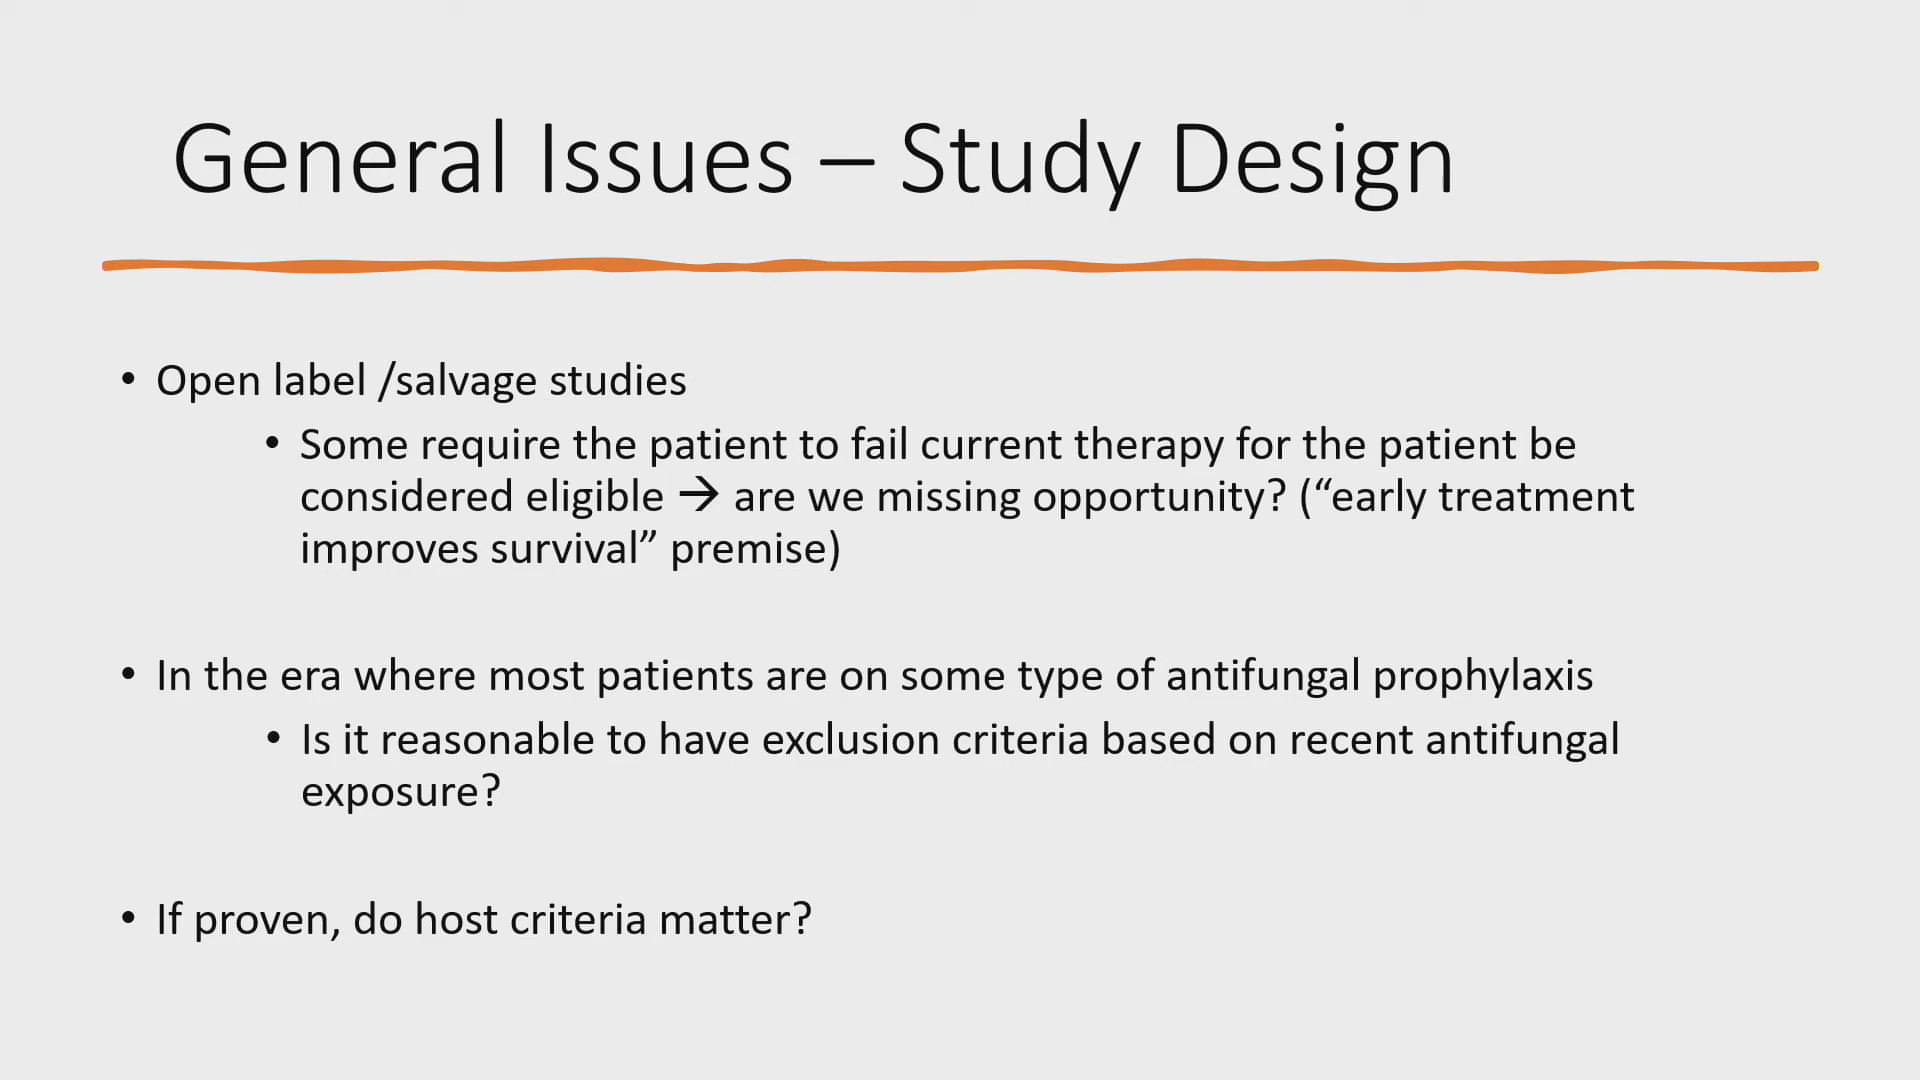 General Issues – Study Design
• Open label /salvage studies
• Some require the patient to fail current therapy for the patient be
considered eligible → are we missing opportunity? (“early treatment
improves survival” premise)
• In the era where most patients are on some type of antifungal prophylaxis
• Is it reasonable to have exclusion criteria based on recent antifungal
exposure?
• If proven, do host criteria matter?